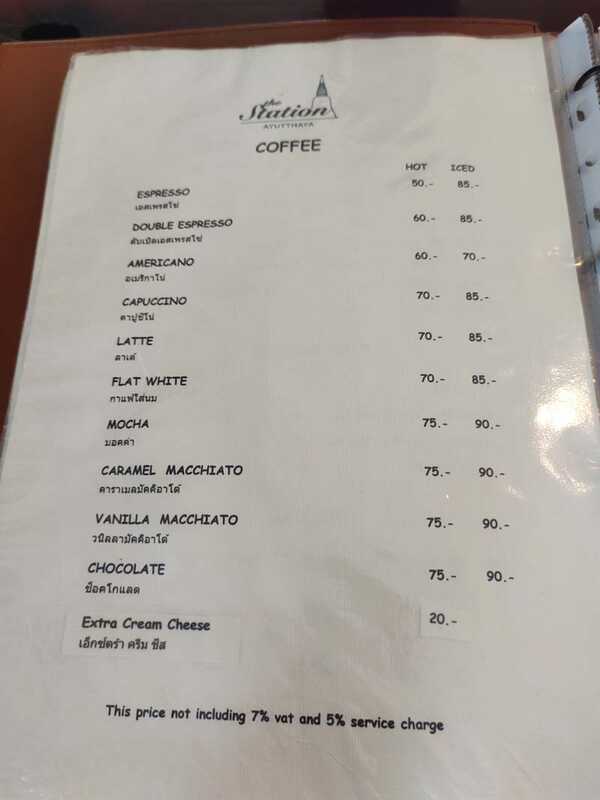 the
Station
AYUTTHAYA
COFFEE
HOT ICED
ESPRESSO 50.- 85.-
เอสเพรสโซ่
DOUBLE ESPRESSO 60.- 85.-
ดับเบิลเอสเพรสโซ่
AMERICANO 60.- 70.-
อเมริกาโน่
CAPUCCINO 70.- 85.-
คาปูชิโน่
LATTE 70.- 85.-
ลาเต้
FLAT WHITE 70.- 85.-
กาแฟใส่นม
MOCHA 75.- 90.-
มอคค่า
CARAMEL MACCHIATO 75.- 90.-
คาราเมลมัคคิอาโต้
VANILLA MACCHIATO 75.- 90.-
วนิลลามัคคิอาโต้
CHOCOLATE 75.- 90.-
ช็อคโกแลต
Extra Cream Cheese 20.-
เอ็กซ์ตร้า ครีม ชีส
This price not including 7% vat and 5% service charge